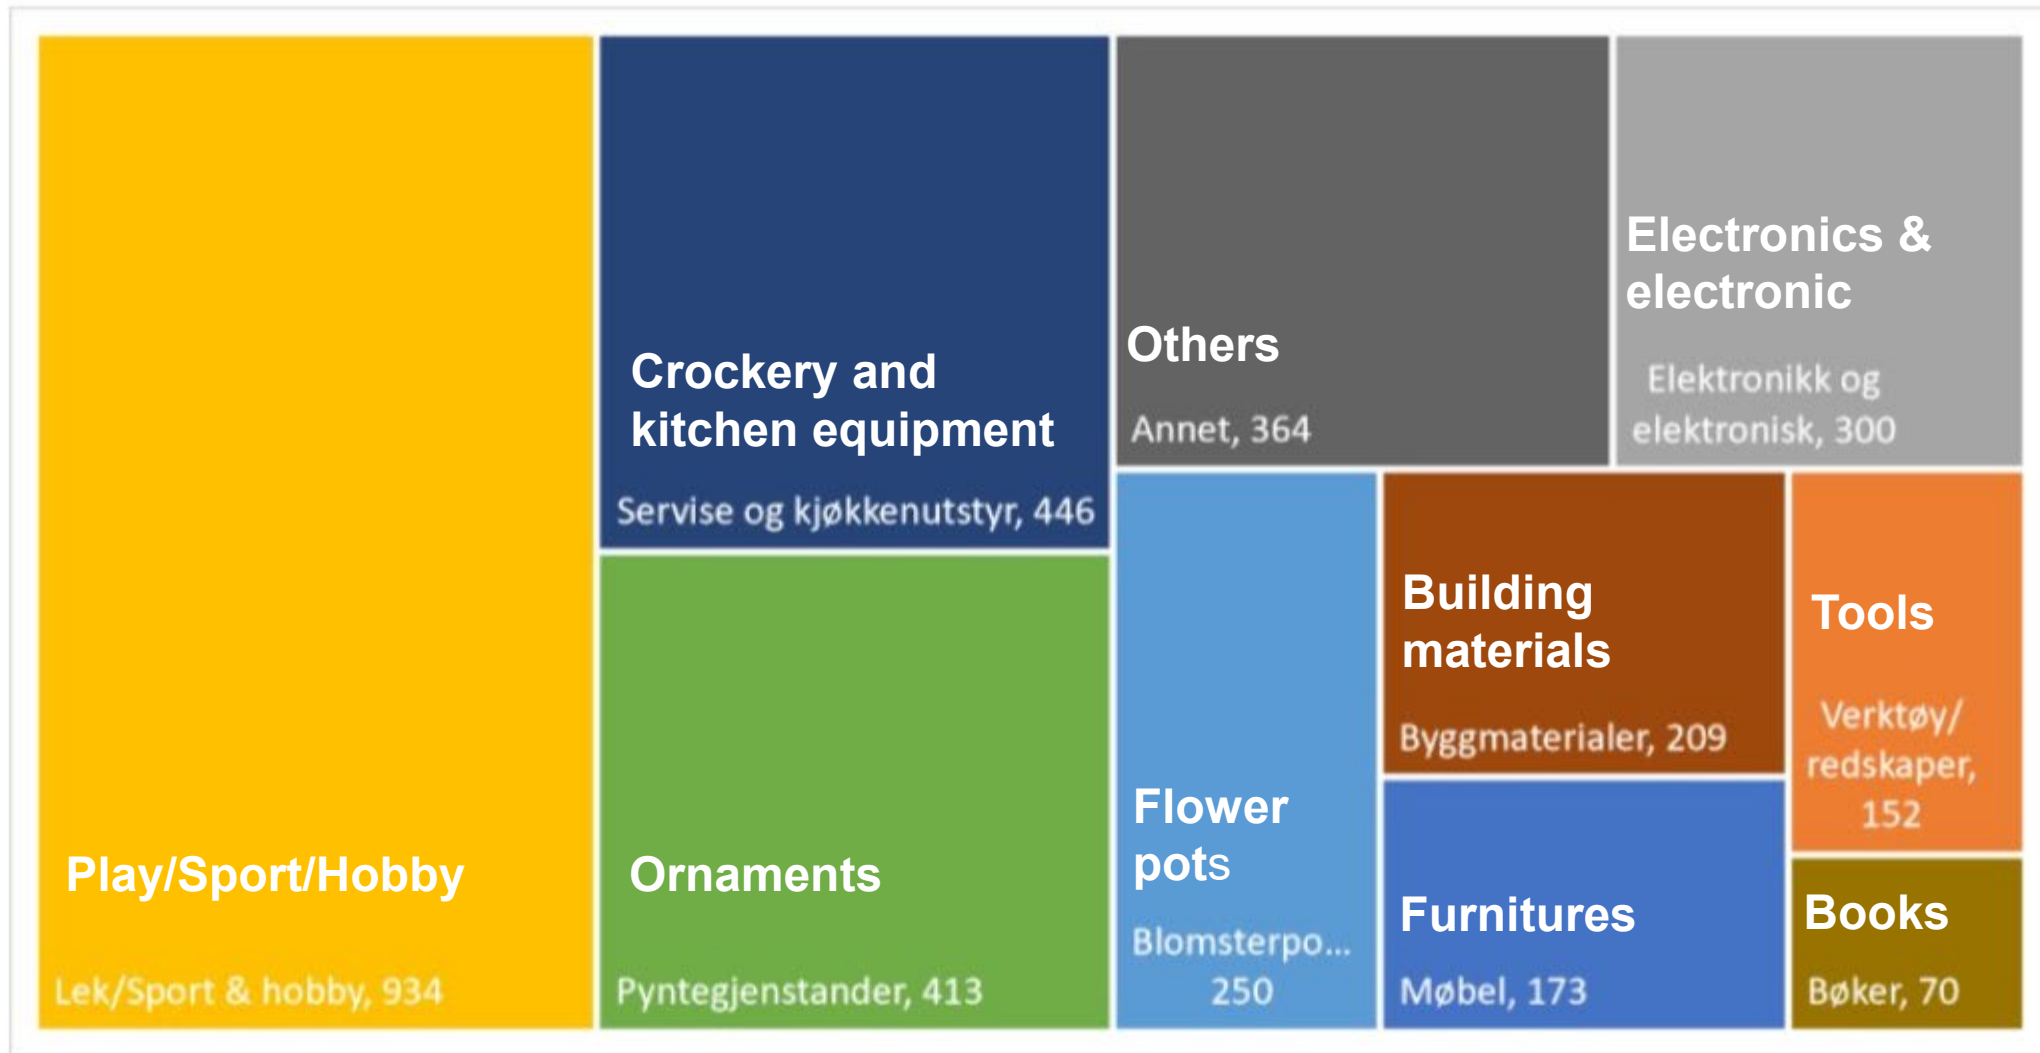 Play/Sport/Hobby
Lek/Sport & hobby, 934
Crockery and
kitchen equipment
Servise og kjøkkenutstyr, 446
Ornaments
Pyntegjenstander, 413
Others
Annet, 364
Electronics &
electronic
Elektronikk og
elektronisk, 300
Flower
pots
Blomsterpo...
250
Building
materials
Byggmaterialer, 209
Furnitures
Møbel, 173
Tools
Verktøy/
redskaper,
152
Books
Bøker, 70